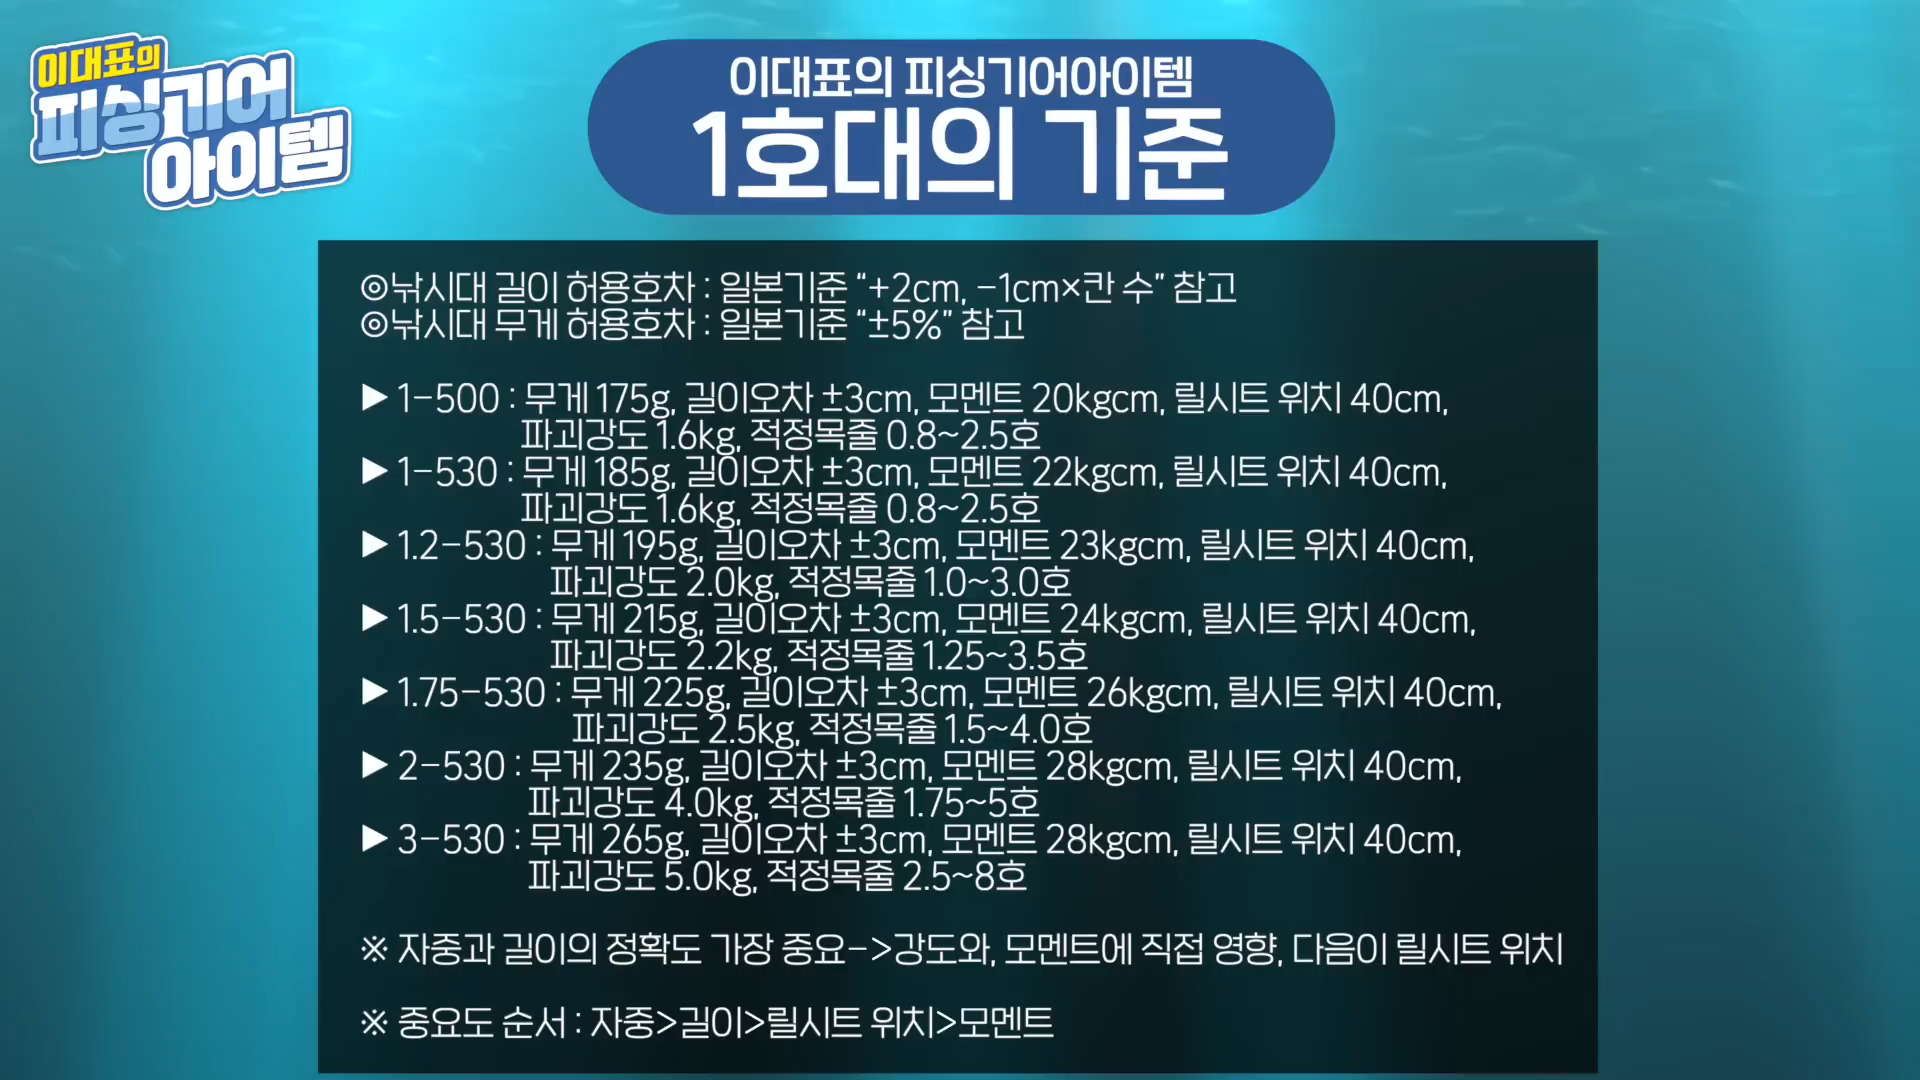 이대표의
피싱기어
아이템
이대표의 피싱기어아이템
1호대의 기준
◎낚시대 길이 허용호차 : 일본기준 “+2cm, -1cm×칸 수” 참고
◎낚시대 무게 허용호차 : 일본기준 “±5%” 참고
▶ 1-500 : 무게 175g, 길이오차 ±3cm, 모멘트 20kgcm, 릴시트 위치 40cm,
파괴강도 1.6kg, 적정목줄 0.8~2.5호
▶ 1-530 : 무게 185g, 길이오차 ±3cm, 모멘트 22kgcm, 릴시트 위치 40cm,
파괴강도 1.6kg, 적정목줄 0.8~2.5호
▶ 1.2-530 : 무게 195g, 길이오차 ±3cm, 모멘트 23kgcm, 릴시트 위치 40cm,
파괴강도 2.0kg, 적정목줄 1.0~3.0호
▶ 1.5-530 : 무게 215g, 길이오차 ±3cm, 모멘트 24kgcm, 릴시트 위치 40cm,
파괴강도 2.2kg, 적정목줄 1.25~3.5호
▶ 1.75-530 : 무게 225g, 길이오차 ±3cm, 모멘트 26kgcm, 릴시트 위치 40cm,
파괴강도 2.5kg, 적정목줄 1.5~4.0호
▶ 2-530 : 무게 235g, 길이오차 ±3cm, 모멘트 28kgcm, 릴시트 위치 40cm,
파괴강도 4.0kg, 적정목줄 1.75~5호
▶ 3-530 : 무게 265g, 길이오차 ±3cm, 모멘트 28kgcm, 릴시트 위치 40cm,
파괴강도 5.0kg, 적정목줄 2.5~8호
※ 자중과 길이의 정확도 가장 중요->강도와, 모멘트에 직접 영향, 다음이 릴시트 위치
※ 중요도 순서 : 자중>길이>릴시트 위치>모멘트